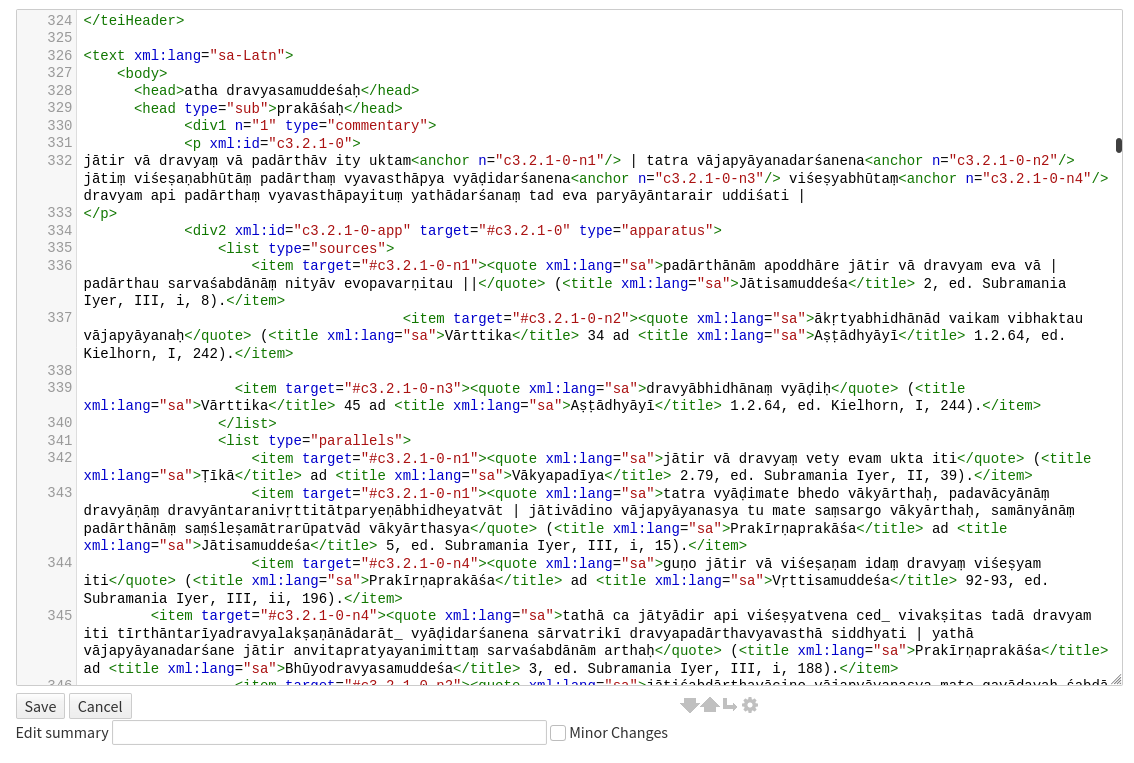 324 </teiHeader>
325
326 <text xml:lang="sa-Latn">
327 <body>
328 <head>atha dravyasamuddeśaḥ</head>
329 <head type="sub">prakāśaḥ</head>
330 <div1 n="1" type="commentary">
331 <p xml:id="c3.2.1-0">
332 jātir vā dravyaṃ vā padārthāv ity uktam<anchor n="c3.2.1-0-n1"/> | tatra vājapyāyanadarśanena<anchor n="c3.2.1-0-n2"/>
jātiṃ viśeṣaṇabhūtāṃ padārthaṃ vyavasthāpya vyāḍidarśanena<anchor n="c3.2.1-0-n3"/> viśeṣyabhūtaṃ<anchor n="c3.2.1-0-n4"/>
dravyam api padārthaṃ vyavasthāpayituṃ yathādarśanaṃ tad eva paryāyāntarair uddiśati |
333 </p>
334 <div2 xml:id="c3.2.1-0-app" target="#c3.2.1-0" type="apparatus">
335 <list type="sources">
336 <item target="#c3.2.1-0-n1"><quote xml:lang="sa">padārthānām apoddhāre jātir vā dravyam eva vā |
padārthau sarvaśabdānāṃ nityāv evopavarṇitau ||</quote> (<title xml:lang="sa">Jātisamuddeśa</title> 2, ed. Subramania
Iyer, III, i, 8).</item>
337 <item target="#c3.2.1-0-n2"><quote xml:lang="sa">ākṛtyabhidhānād vaikam vibhaktau
vājapyāyanaḥ</quote> (<title xml:lang="sa">Vārttika</title> 34 ad <title xml:lang="sa">Aṣṭādhyāyī</title> 1.2.64, ed.
Kielhorn, I, 242).</item>
338
339 <item target="#c3.2.1-0-n3"><quote xml:lang="sa">dravyābhidhānaṃ vyāḍiḥ</quote> (<title
xml:lang="sa">Vārttika</title> 45 ad <title xml:lang="sa">Aṣṭādhyāyī</title> 1.2.64, ed. Kielhorn, I, 244).</item>
340 </list>
341 <list type="parallels">
342 <item target="#c3.2.1-0-n1"><quote xml:lang="sa">jātir vā dravyaṃ vety evam ukta iti</quote> (<title
xml:lang="sa">Ṭīkā</title> ad <title xml:lang="sa">Vākyapadīya</title> 2.79, ed. Subramania Iyer, II, 39).</item>
343 <item target="#c3.2.1-0-n1"><quote xml:lang="sa">tatra vyāḍimate bhedo vākyārthaḥ, padavācyānāṃ
dravyāṇāṃ dravyāntaranivṛttitātparyeṇābhidheyatvāt | jātivādino vājapyāyanasya tu mate saṃsargo vākyārthaḥ, samānyānāṃ
padārthānāṃ saṃśleṣamātrarūpatvād vākyārthasya</quote> (<title xml:lang="sa">Prakīrṇaprakāśa</title> ad <title
xml:lang="sa">Jātisamuddeśa</title> 5, ed. Subramania Iyer, III, i, 15).</item>
344 <item target="#c3.2.1-0-n4"><quote xml:lang="sa">guṇo jātir vā viśeṣaṇam idaṃ dravyaṃ viśeṣyam
iti</quote> (<title xml:lang="sa">Prakīrṇaprakāśa</title> ad <title xml:lang="sa">Vṛttisamuddeśa</title> 92-93, ed.
Subramania Iyer, III, ii, 196).</item>
345 <item target="#c3.2.1-0-n4"><quote xml:lang="sa">tathā ca jātyādir api viśeṣyatvena ced_ vivakṣitas tadā dravyam
iti tīrthāntarīyadravyalakṣaṇānādarāt_ vyāḍidarśanena sārvatrikī dravyapadārthavyavasthā siddhyati | yathā
vājapyāyanadarśane jātir anvitapratyayanimittaṃ sarvaśabdānām arthaḥ</quote> (<title xml:lang="sa">Prakīrṇaprakāśa</title>
ad <title xml:lang="sa">Bhūyodravyasamuddeśa</title> 3, ed. Subramania Iyer, III, i, 188).</item>
346 <item target="#c3.2.1-0-n2"><quote xml:lang="sa">jātiśabdārthavācino vājapyāyanasya mate gavādayaḥ śabdā
Save Cancel
Edit summary Minor Changes